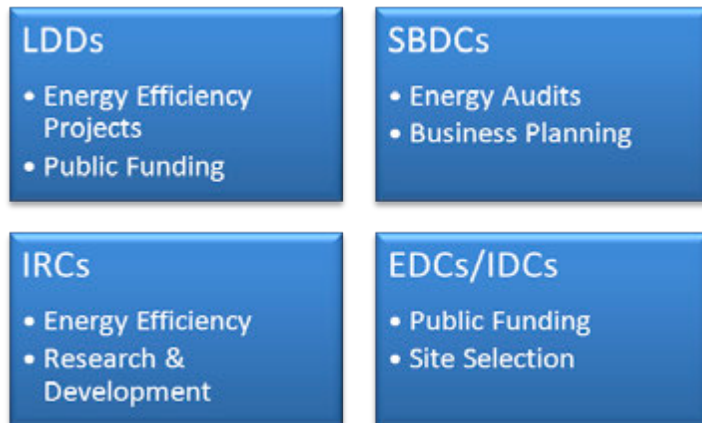 LDDs
• Energy Efficiency
Projects
• Public Funding
SBDCs
• Energy Audits
• Business Planning
IRCs
• Energy Efficiency
• Research &
Development
EDCs/IDCs
• Public Funding
• Site Selection